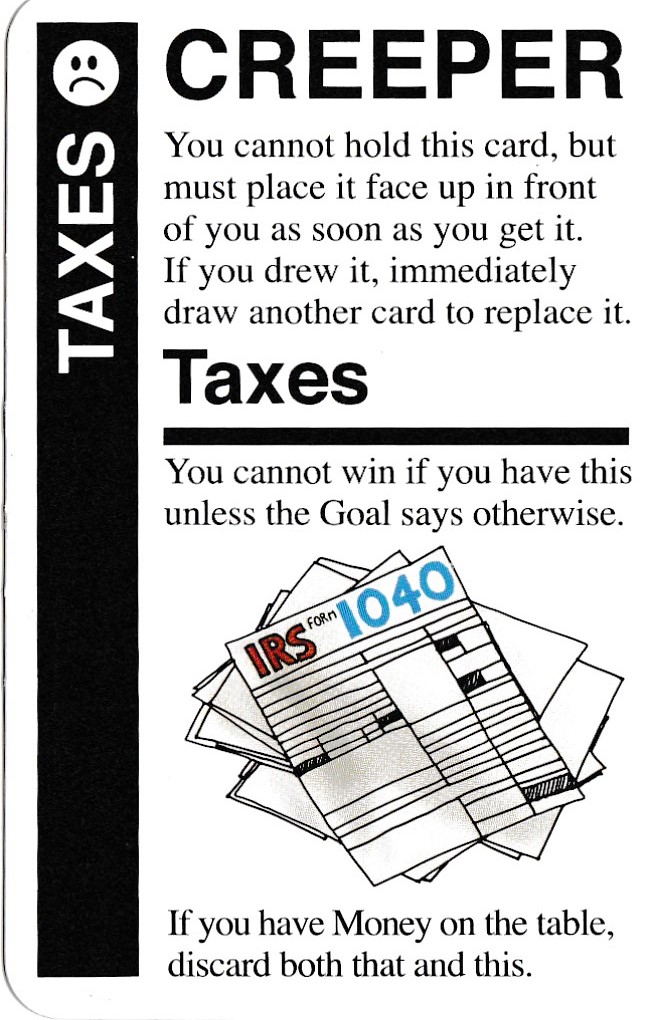 TAXES
CREEPER
You cannot hold this card, but
must place it face up in front
of you as soon as you get it.
If you drew it, immediately
draw another card to replace it.
Taxes
You cannot win if you have this
unless the Goal says otherwise.
IRS FORM 1040
If you have Money on the table,
discard both that and this.